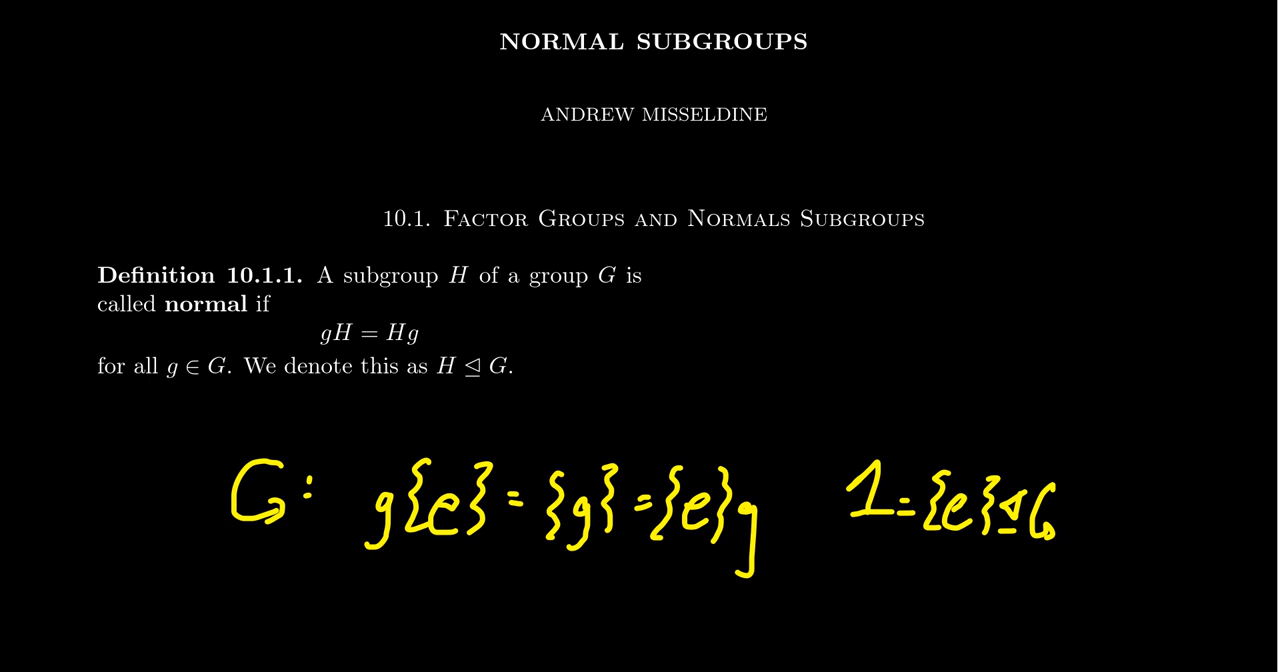 NORMAL SUBGROUPS
ANDREW MISSELDINE
10.1. FACTOR GROUPS AND NORMALS SUBGROUPS
Definition 10.1.1. A subgroup H of a group G is
called normal if
gH = Hg
for all g ∈ G. We denote this as H ⊴ G.
G: g{e} = {g} = {e}g 1 = {e} ⊴ G